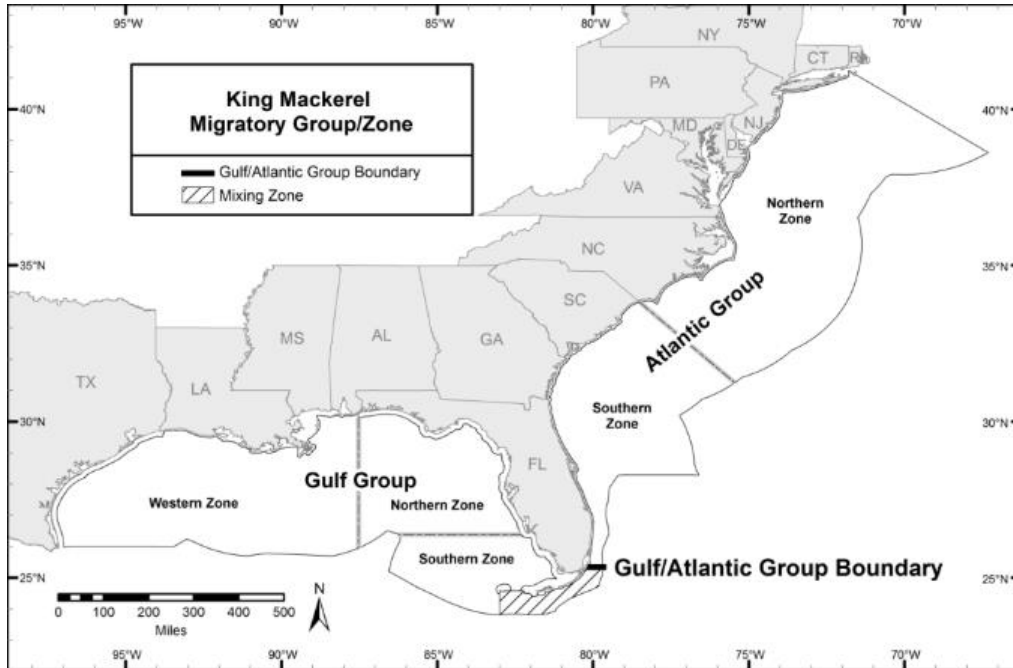 95°W 90°W 85°W 80°W 75°W 70°W
King Mackerel
Migratory Group/Zone
Gulf/Atlantic Group Boundary
Mixing Zone
NY
CT
RI
PA
NJ
MD
DE
VA
NC
SC
MS
AL
GA
TX
LA
FL
40°N
40°N
35°N
35°N
30°N
30°N
25°N
25°N
Northern
Zone
Atlantic Group
Southern
Zone
Gulf Group
Western Zone
Northern Zone
Southern Zone
Gulf/Atlantic Group Boundary
N
0 100 200 300 400 500
Miles
95°W 90°W 85°W 80°W 75°W 70°W